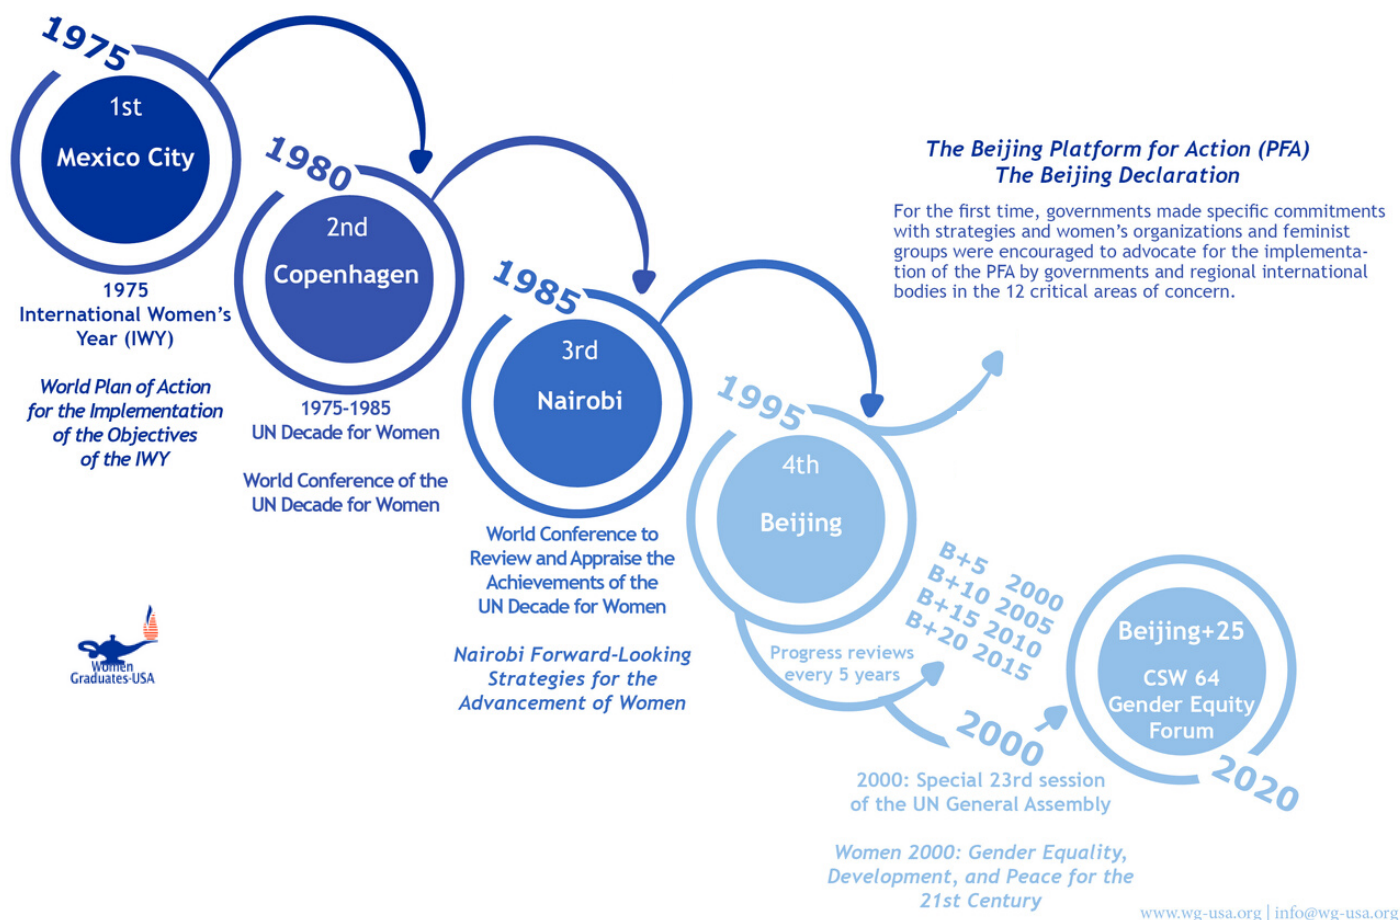 1975
1st
Mexico City
1975
International Women's
Year (IWY)
World Plan of Action
for the Implementation
of the Objectives
of the IWY
1980
2nd
Copenhagen
1975-1985
UN Decade for Women
World Conference of the
UN Decade for Women
1985
3rd
Nairobi
World Conference to
Review and Appraise the
Achievements of the
UN Decade for Women
Nairobi Forward-Looking
Strategies for the
Advancement of Women
1995
4th
Beijing
The Beijing Platform for Action (PFA)
The Beijing Declaration
For the first time, governments made specific commitments
with strategies and women's organizations and feminist
groups were encouraged to advocate for the implementa-
tion of the PFA by governments and regional international
bodies in the 12 critical areas of concern.
Progress reviews
every 5 years
B+5 2000
B+10 2005
B+15 2010
B+20 2015
2000
2000: Special 23rd session
of the UN General Assembly
Women 2000: Gender Equality,
Development, and Peace for the
21st Century
Beijing+25
CSW 64
Gender Equity
Forum
2020
Women
Graduates-USA
www.wg-usa.org | info@wg-usa.org